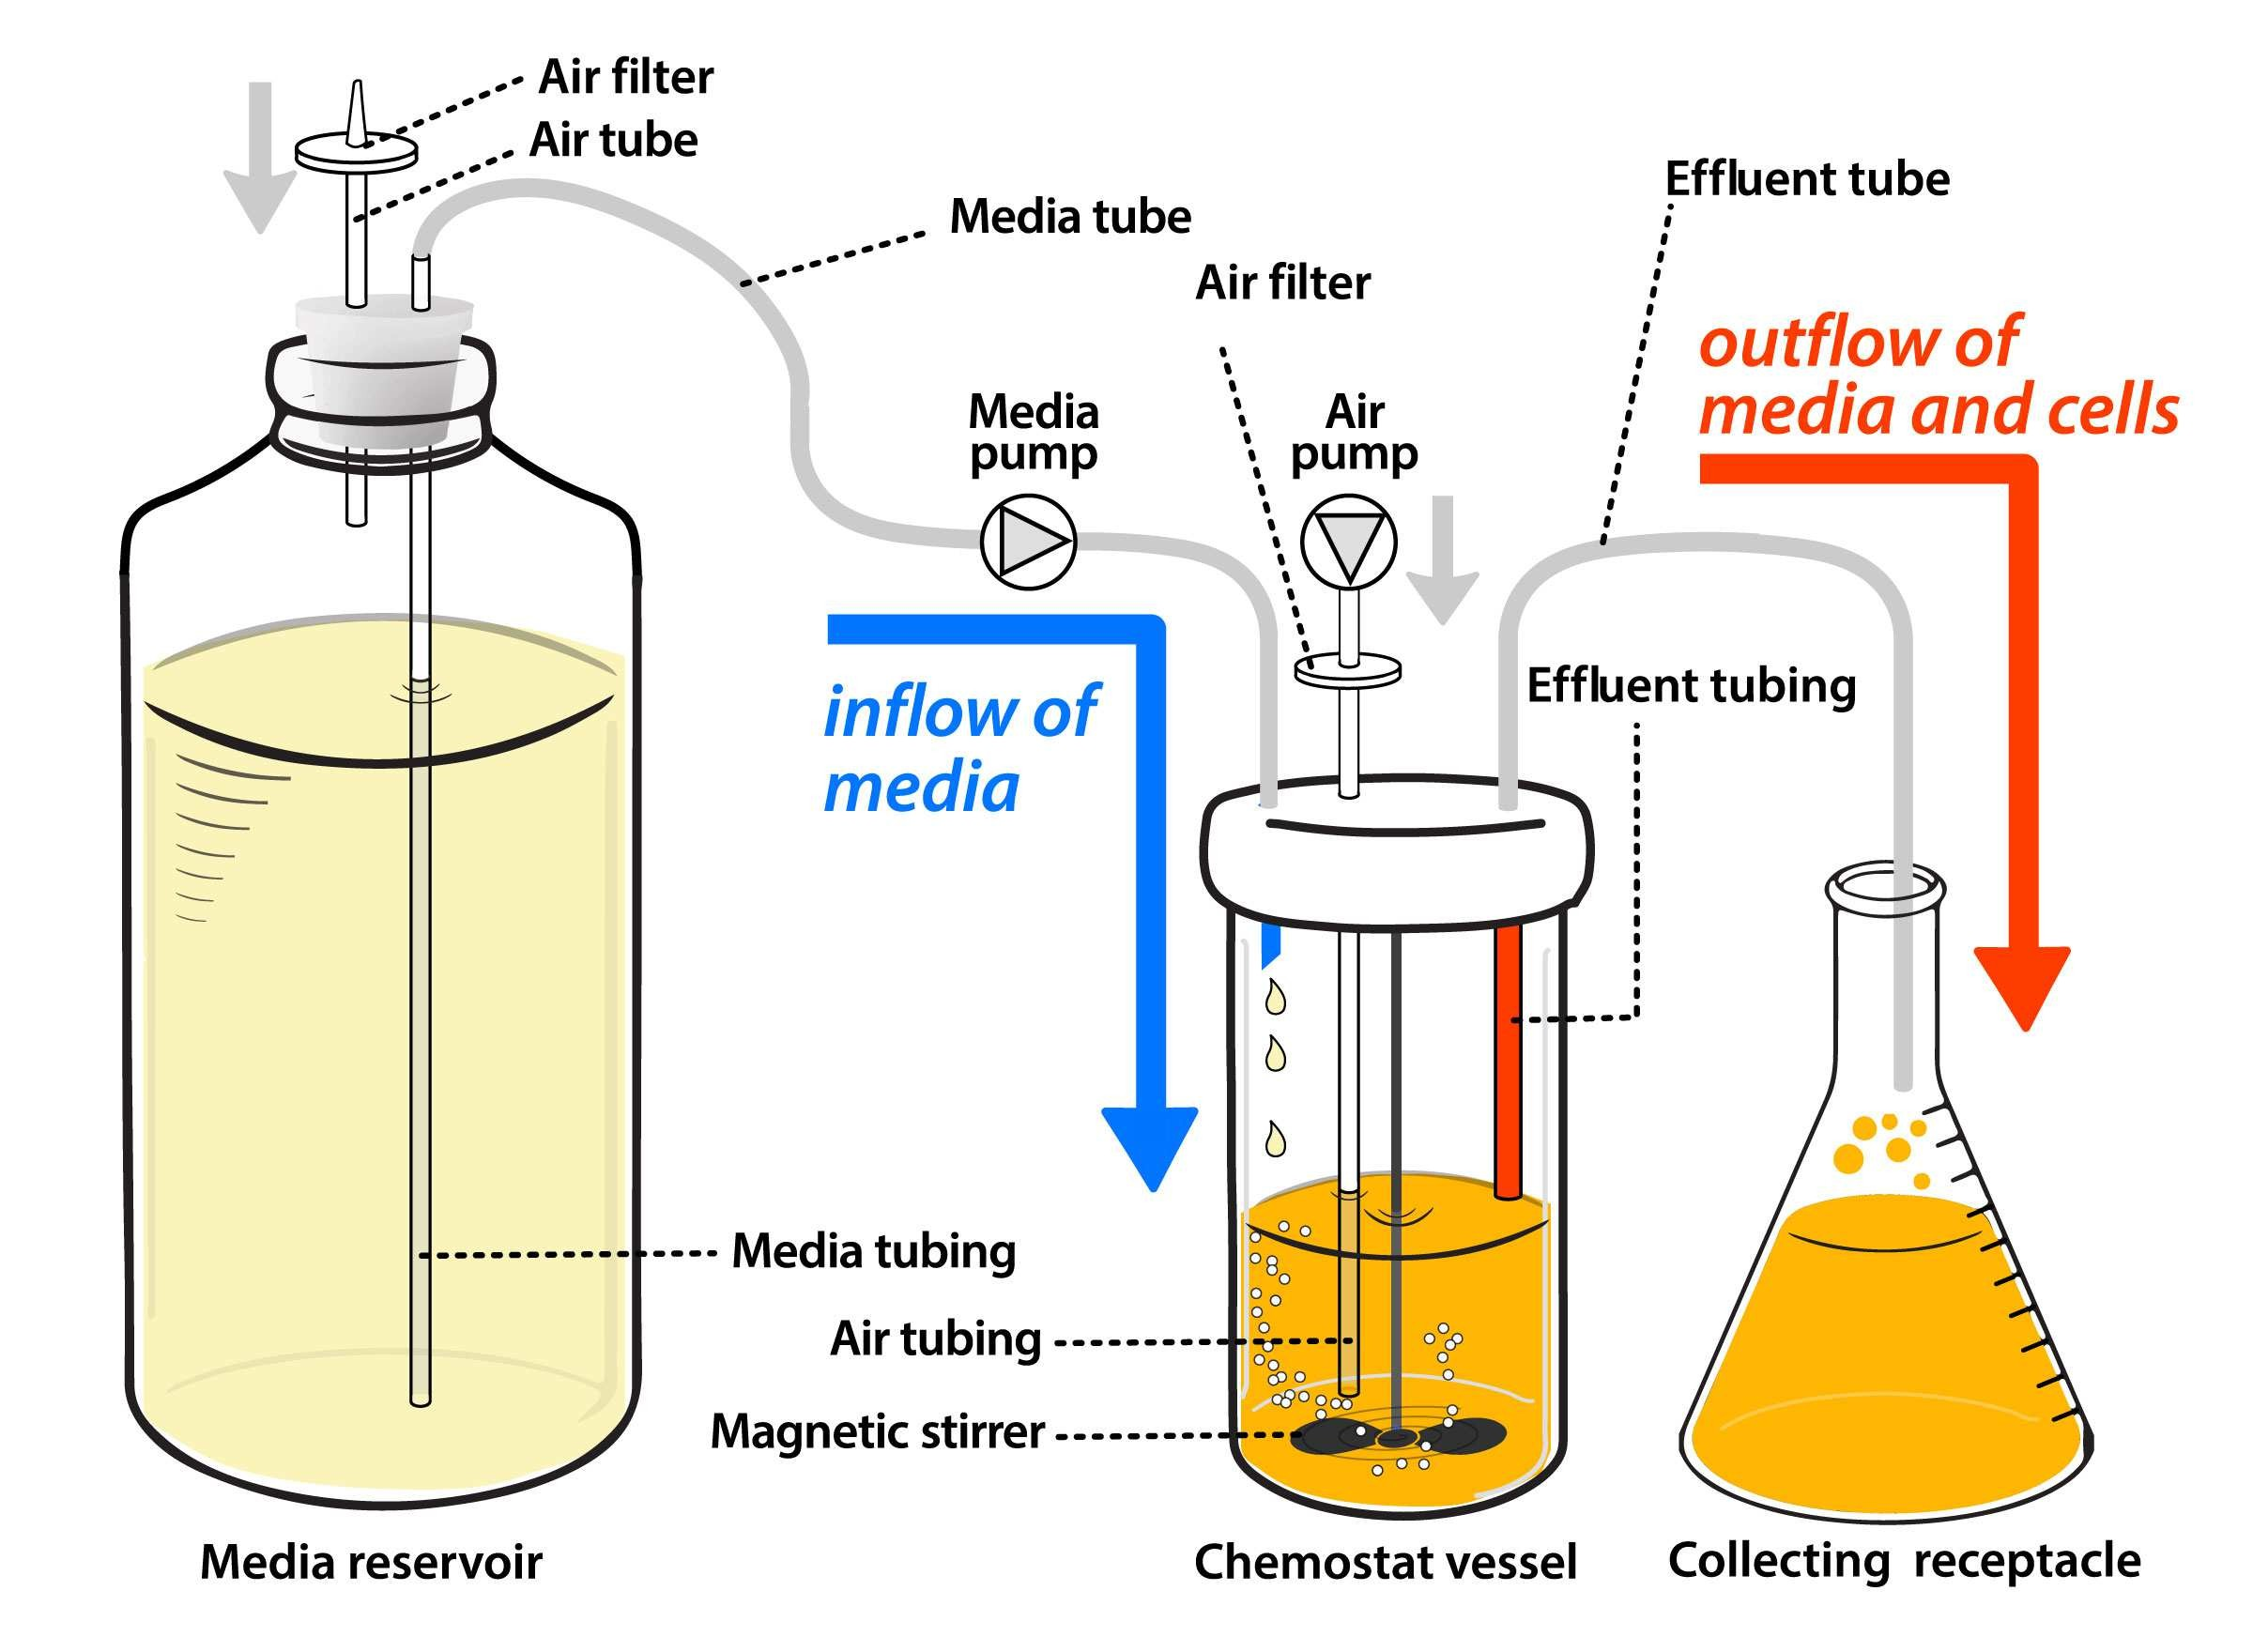 Air filter
Air tube
Media tube
Effluent tube
Air filter
outflow of
media and cells
Media
pump
Air
pump
inflow of
media
Effluent tubing
Media tubing
Air tubing
Magnetic stirrer
Media reservoir
Chemostat vessel
Collecting receptacle